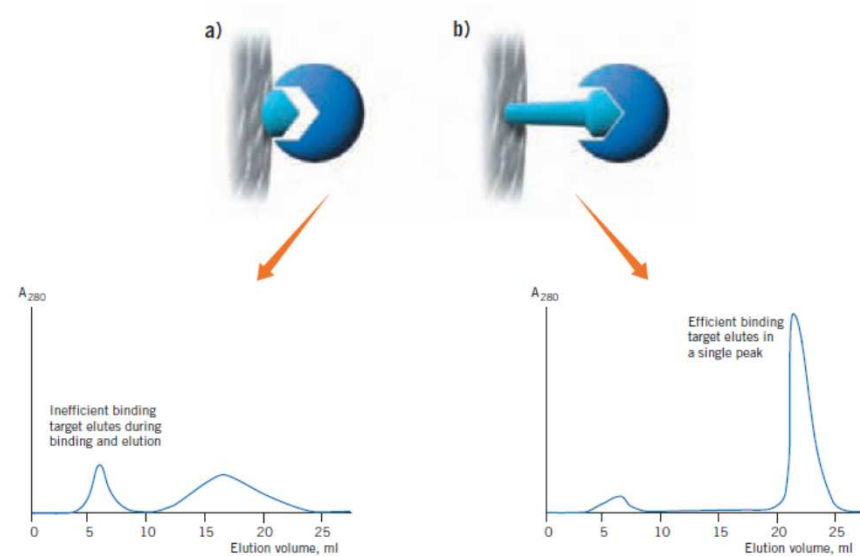 a)
b)
A280
Inefficient binding
target elutes during
binding and elution
0 5 10 15 20 25
Elution volume, ml
A280
Efficient binding
target elutes in
a single peak
0 5 10 15 20 25
Elution volume, ml